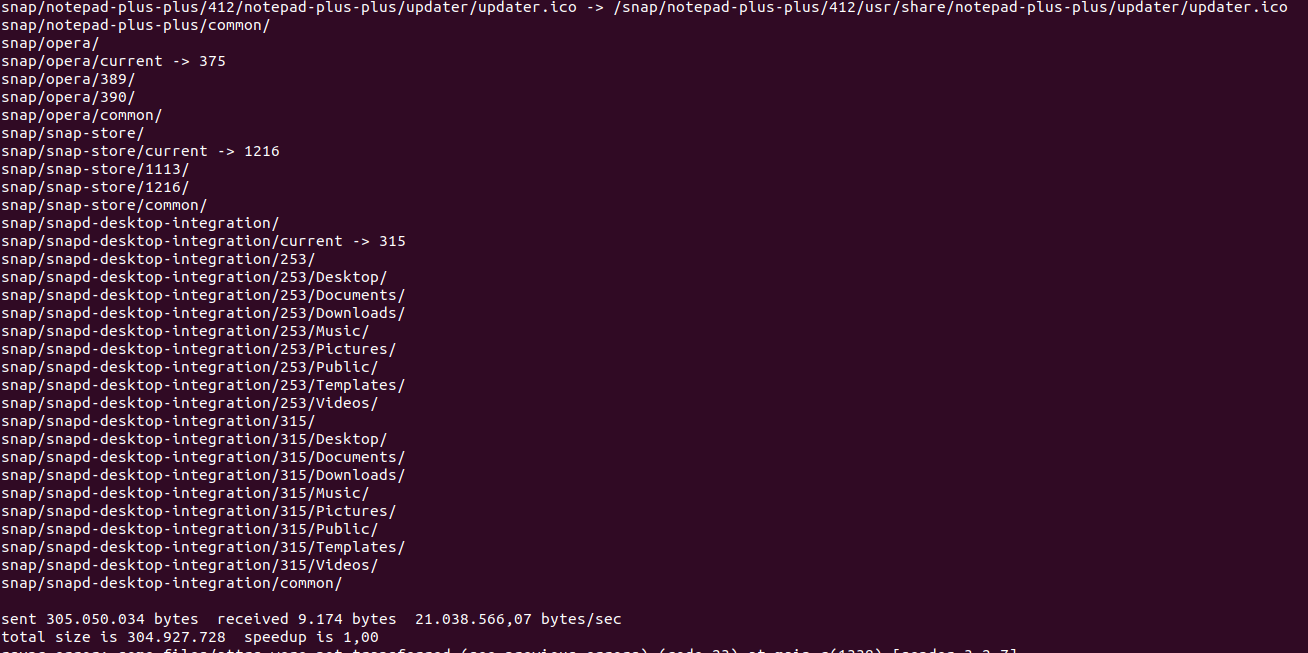 snap/notepad-plus-plus/412/notepad-plus-plus/updater/updater.ico -> /snap/notepad-plus-plus/412/usr/share/notepad-plus-plus/updater/updater.ico
snap/notepad-plus-plus/common/
snap/opera/
snap/opera/current -> 375
snap/opera/389/
snap/opera/390/
snap/opera/common/
snap/snap-store/
snap/snap-store/current -> 1216
snap/snap-store/1113/
snap/snap-store/1216/
snap/snap-store/common/
snap/snapd-desktop-integration/
snap/snapd-desktop-integration/current -> 315
snap/snapd-desktop-integration/253/
snap/snapd-desktop-integration/253/Desktop/
snap/snapd-desktop-integration/253/Documents/
snap/snapd-desktop-integration/253/Downloads/
snap/snapd-desktop-integration/253/Music/
snap/snapd-desktop-integration/253/Pictures/
snap/snapd-desktop-integration/253/Public/
snap/snapd-desktop-integration/253/Templates/
snap/snapd-desktop-integration/253/Videos/
snap/snapd-desktop-integration/315/
snap/snapd-desktop-integration/315/Desktop/
snap/snapd-desktop-integration/315/Documents/
snap/snapd-desktop-integration/315/Downloads/
snap/snapd-desktop-integration/315/Music/
snap/snapd-desktop-integration/315/Pictures/
snap/snapd-desktop-integration/315/Public/
snap/snapd-desktop-integration/315/Templates/
snap/snapd-desktop-integration/315/Videos/
snap/snapd-desktop-integration/common/
sent 305.050.034 bytes  received 9.174 bytes  21.038.566,07 bytes/sec
total size is 304.927.728  speedup is 1,00